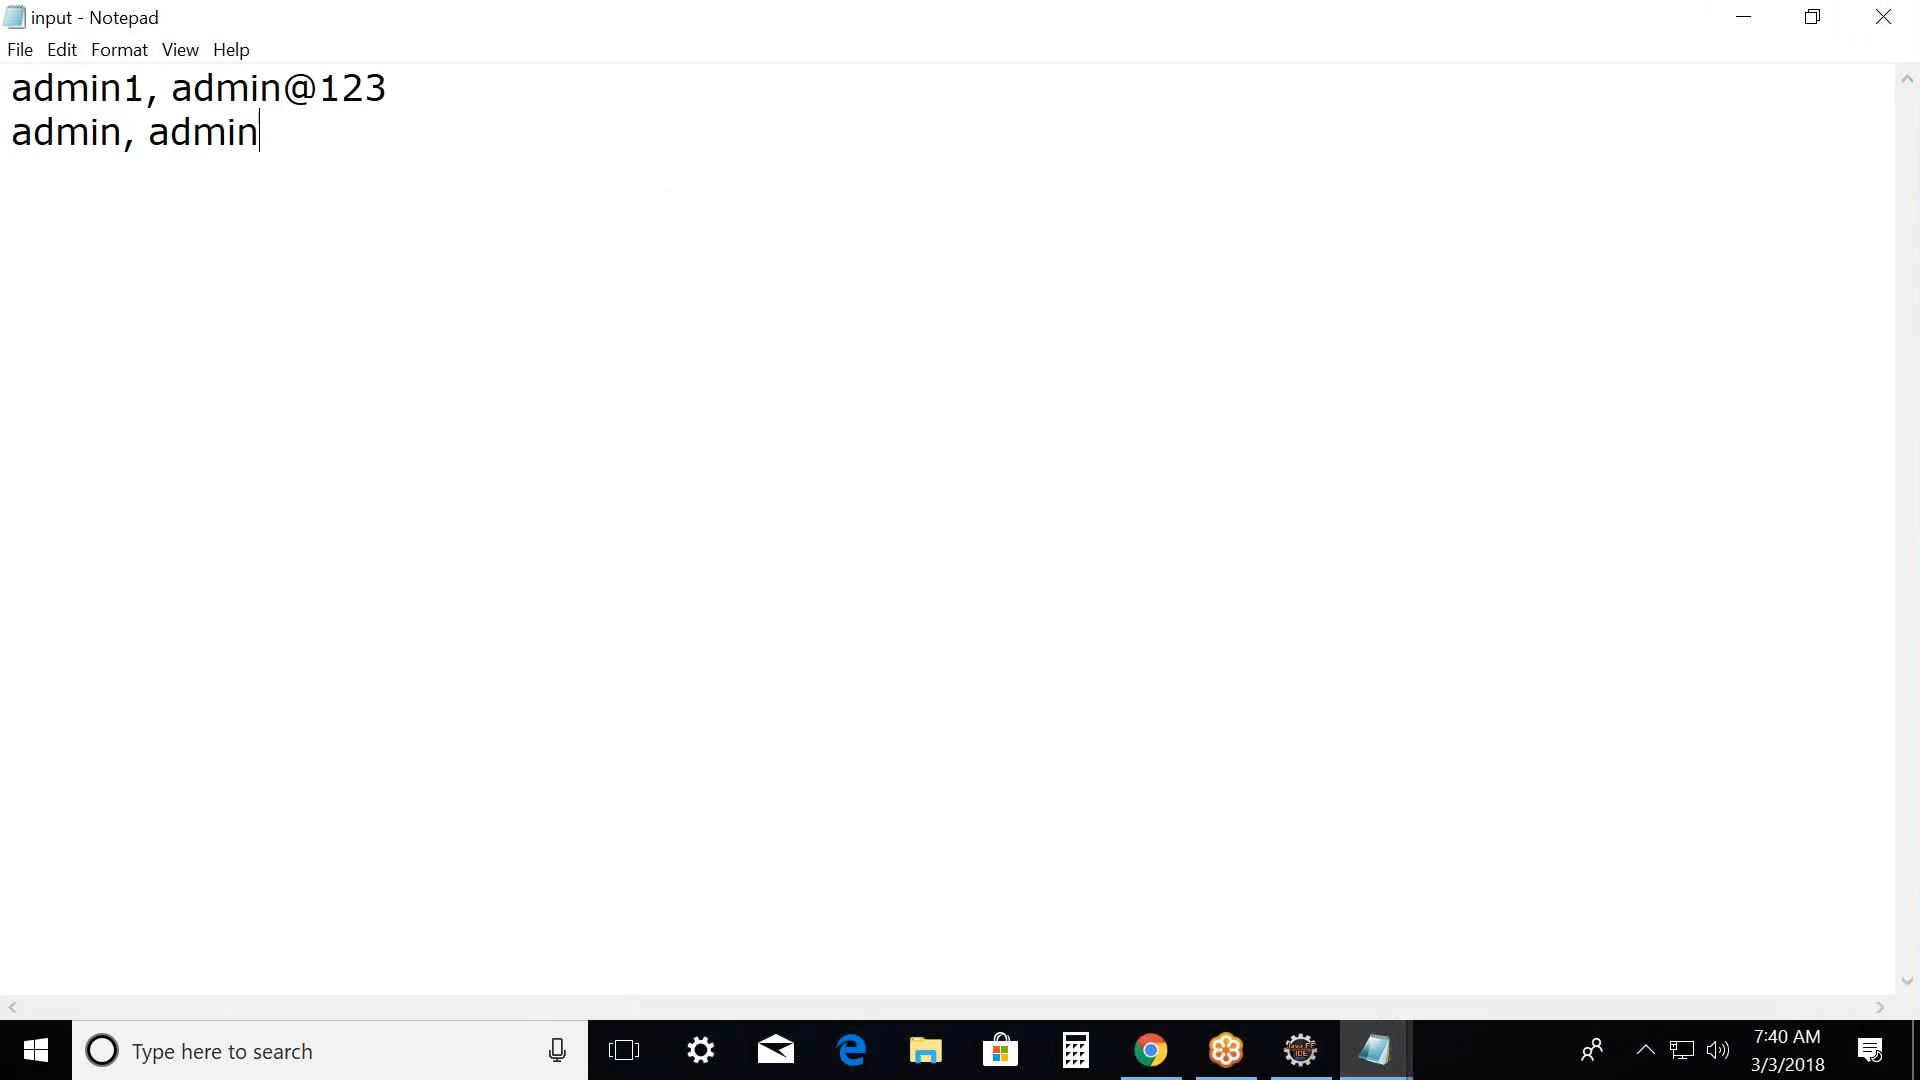 input - Notepad
File Edit Format View Help
admin1, admin@123
admin, admin
Type here to search
7:40 AM
3/3/2018